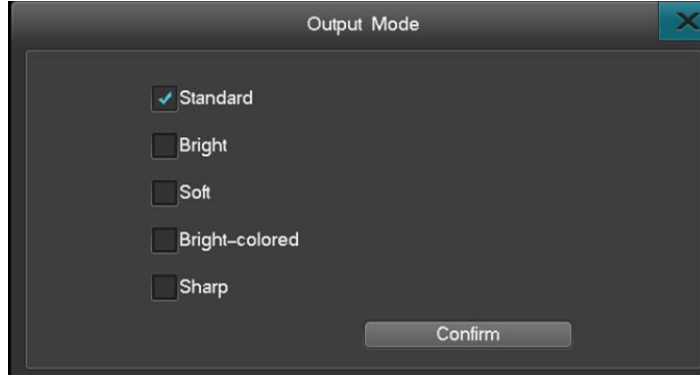 Output Mode
Standard
Bright
Soft
Bright-colored
Sharp
Confirm